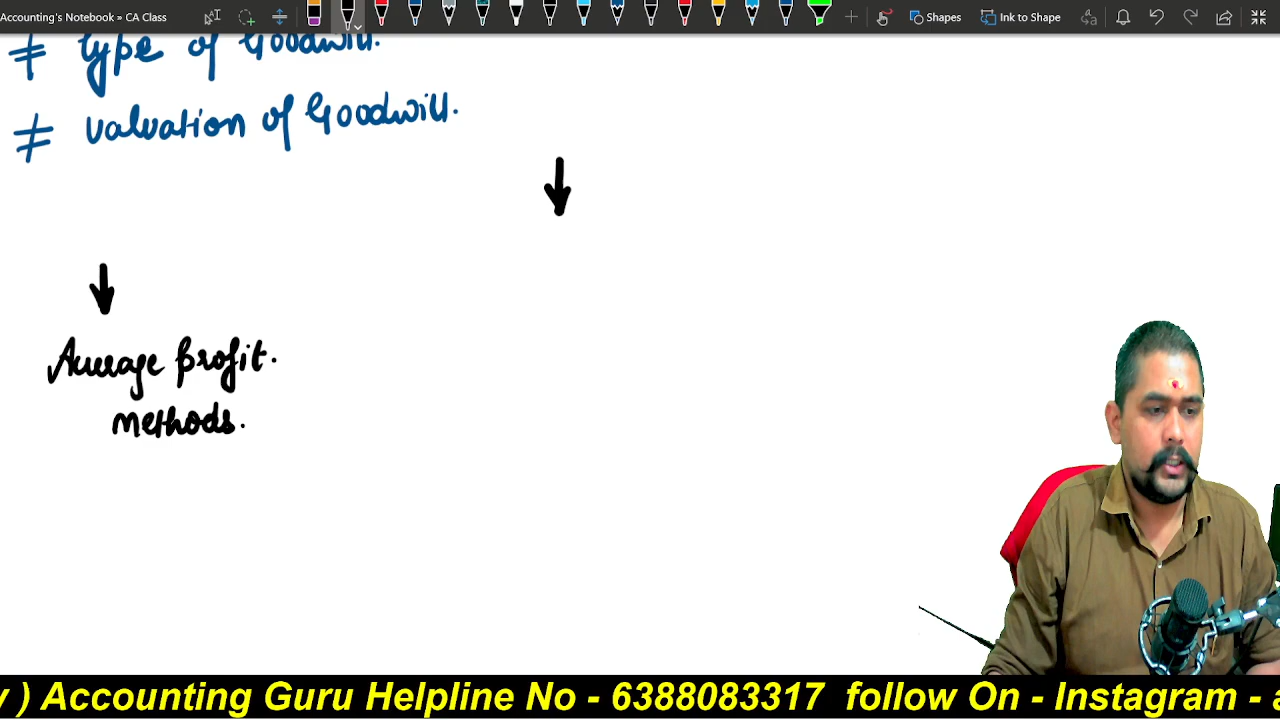 Accounting's Notebook » CA Class
Shapes
Ink to Shape
≠ Type of Goodwill.
≠ valuation of Goodwill.
Average profit.
methods.
y ) Accounting Guru Helpline No - 6388083317 follow On - Instagram - a